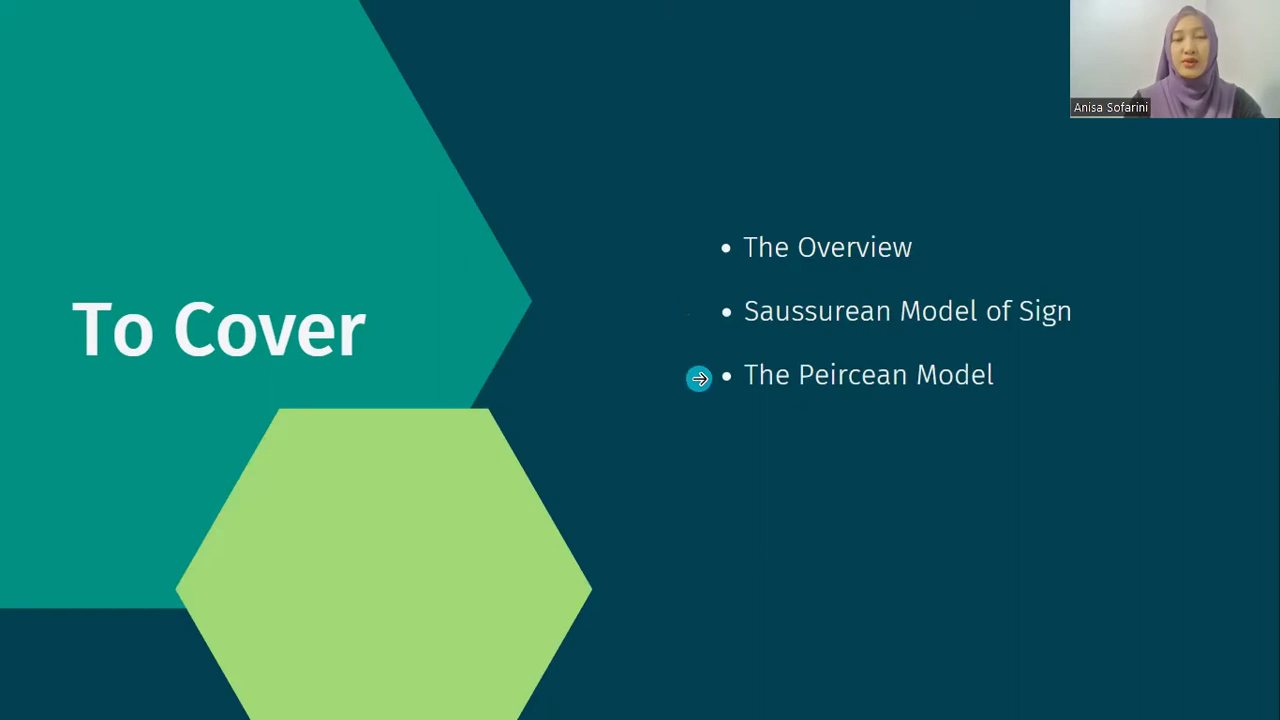 Anisa Sofarini
To Cover
The Overview
Saussurean Model of Sign
The Peircean Model